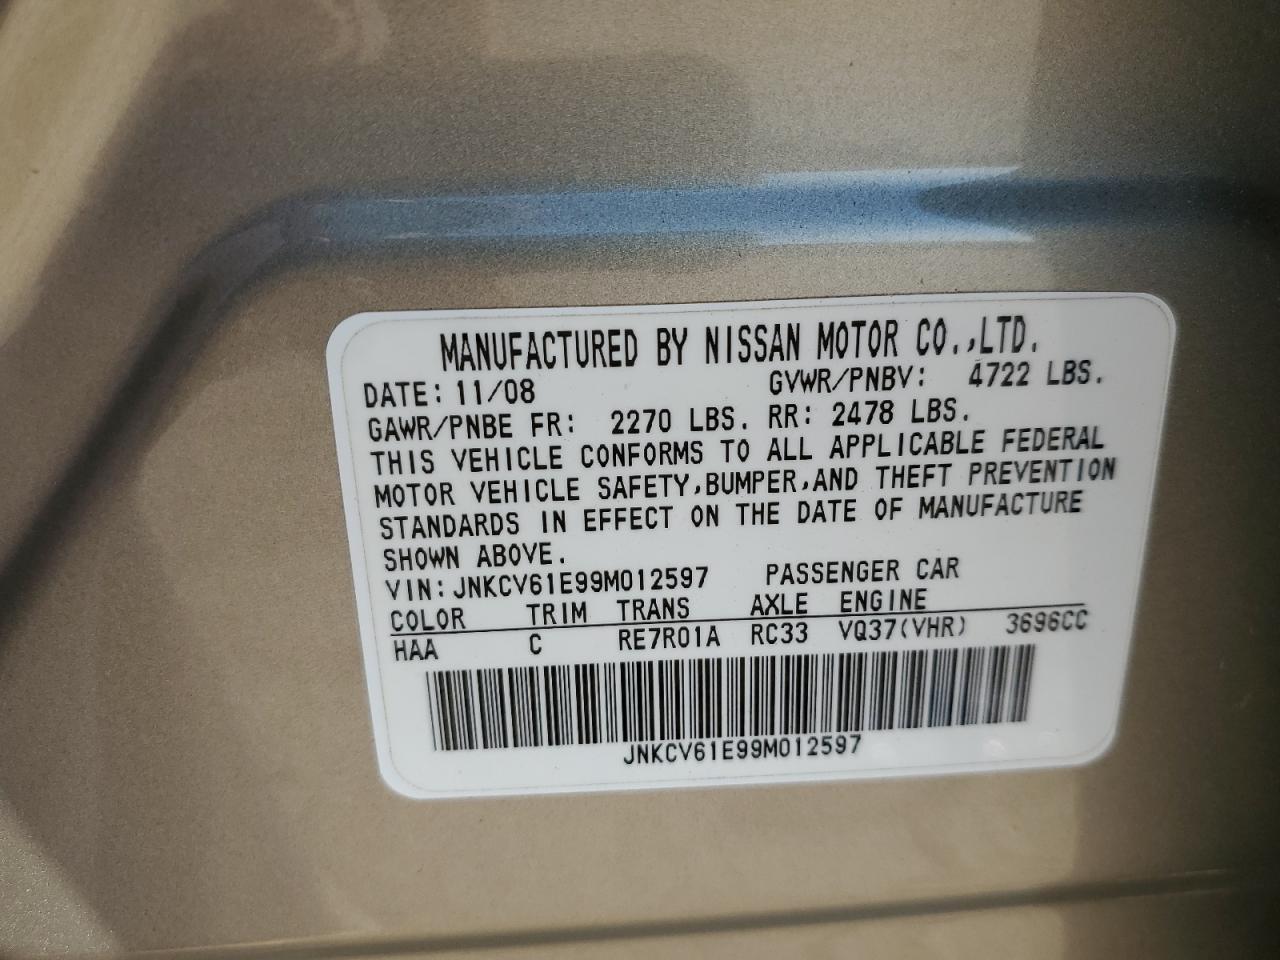 MANUFACTURED BY NISSAN MOTOR CO.,LTD.
DATE: 11/08 GVWR/PNBV: 4722 LBS.
GAWR/PNBE FR: 2270 LBS. RR: 2478 LBS.
THIS VEHICLE CONFORMS TO ALL APPLICABLE FEDERAL
MOTOR VEHICLE SAFETY,BUMPER,AND THEFT PREVENTION
STANDARDS IN EFFECT ON THE DATE OF MANUFACTURE
SHOWN ABOVE.
VIN: JNKCV61E99M012597 PASSENGER CAR
COLOR TRIM TRANS AXLE ENGINE
HAA C RE7R01A RC33 VQ37(VHR) 3696CC
JNKCV61E99M012597